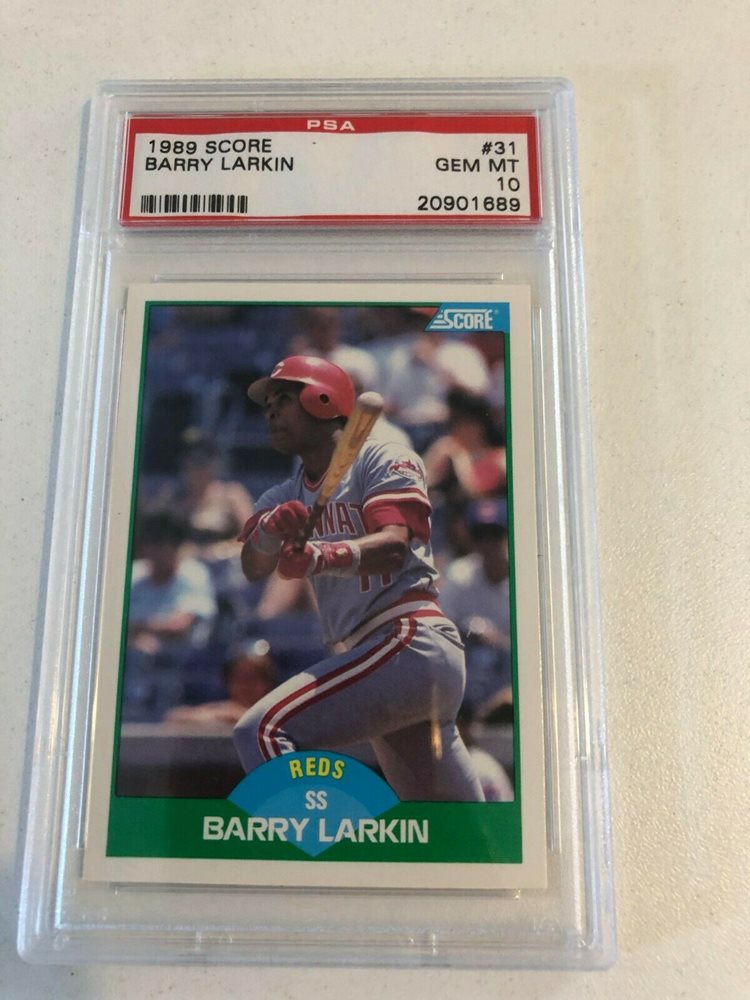 PSA
1989 SCORE #31
BARRY LARKIN GEM MT
10
20901689
SCORE
REDS
SS
BARRY LARKIN